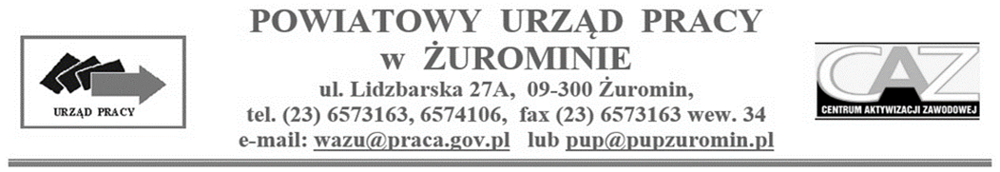 POWIATOWY URZĄD PRACY
w ŻUROMINIE
ul. Lidzbarska 27A, 09-300 Żuromin,
tel. (23) 6573163, 6574106, fax (23) 6573163 wew. 34
e-mail: wazu@praca.gov.pl lub pup@pupzuromin.pl
URZĄD PRACY
CAZ
CENTRUM AKTYWIZACJI ZAWODOWEJ